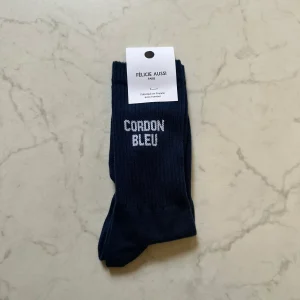 FÉLICIE AUSSI
PARIS
CORDON
BLEU